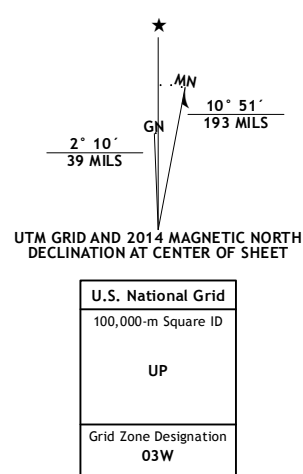 MN
10° 51´
193 MILS
GN
2° 10´
39 MILS
UTM GRID AND 2014 MAGNETIC NORTH
DECLINATION AT CENTER OF SHEET
U.S. National Grid
100,000-m Square ID
UP
Grid Zone Designation
03W